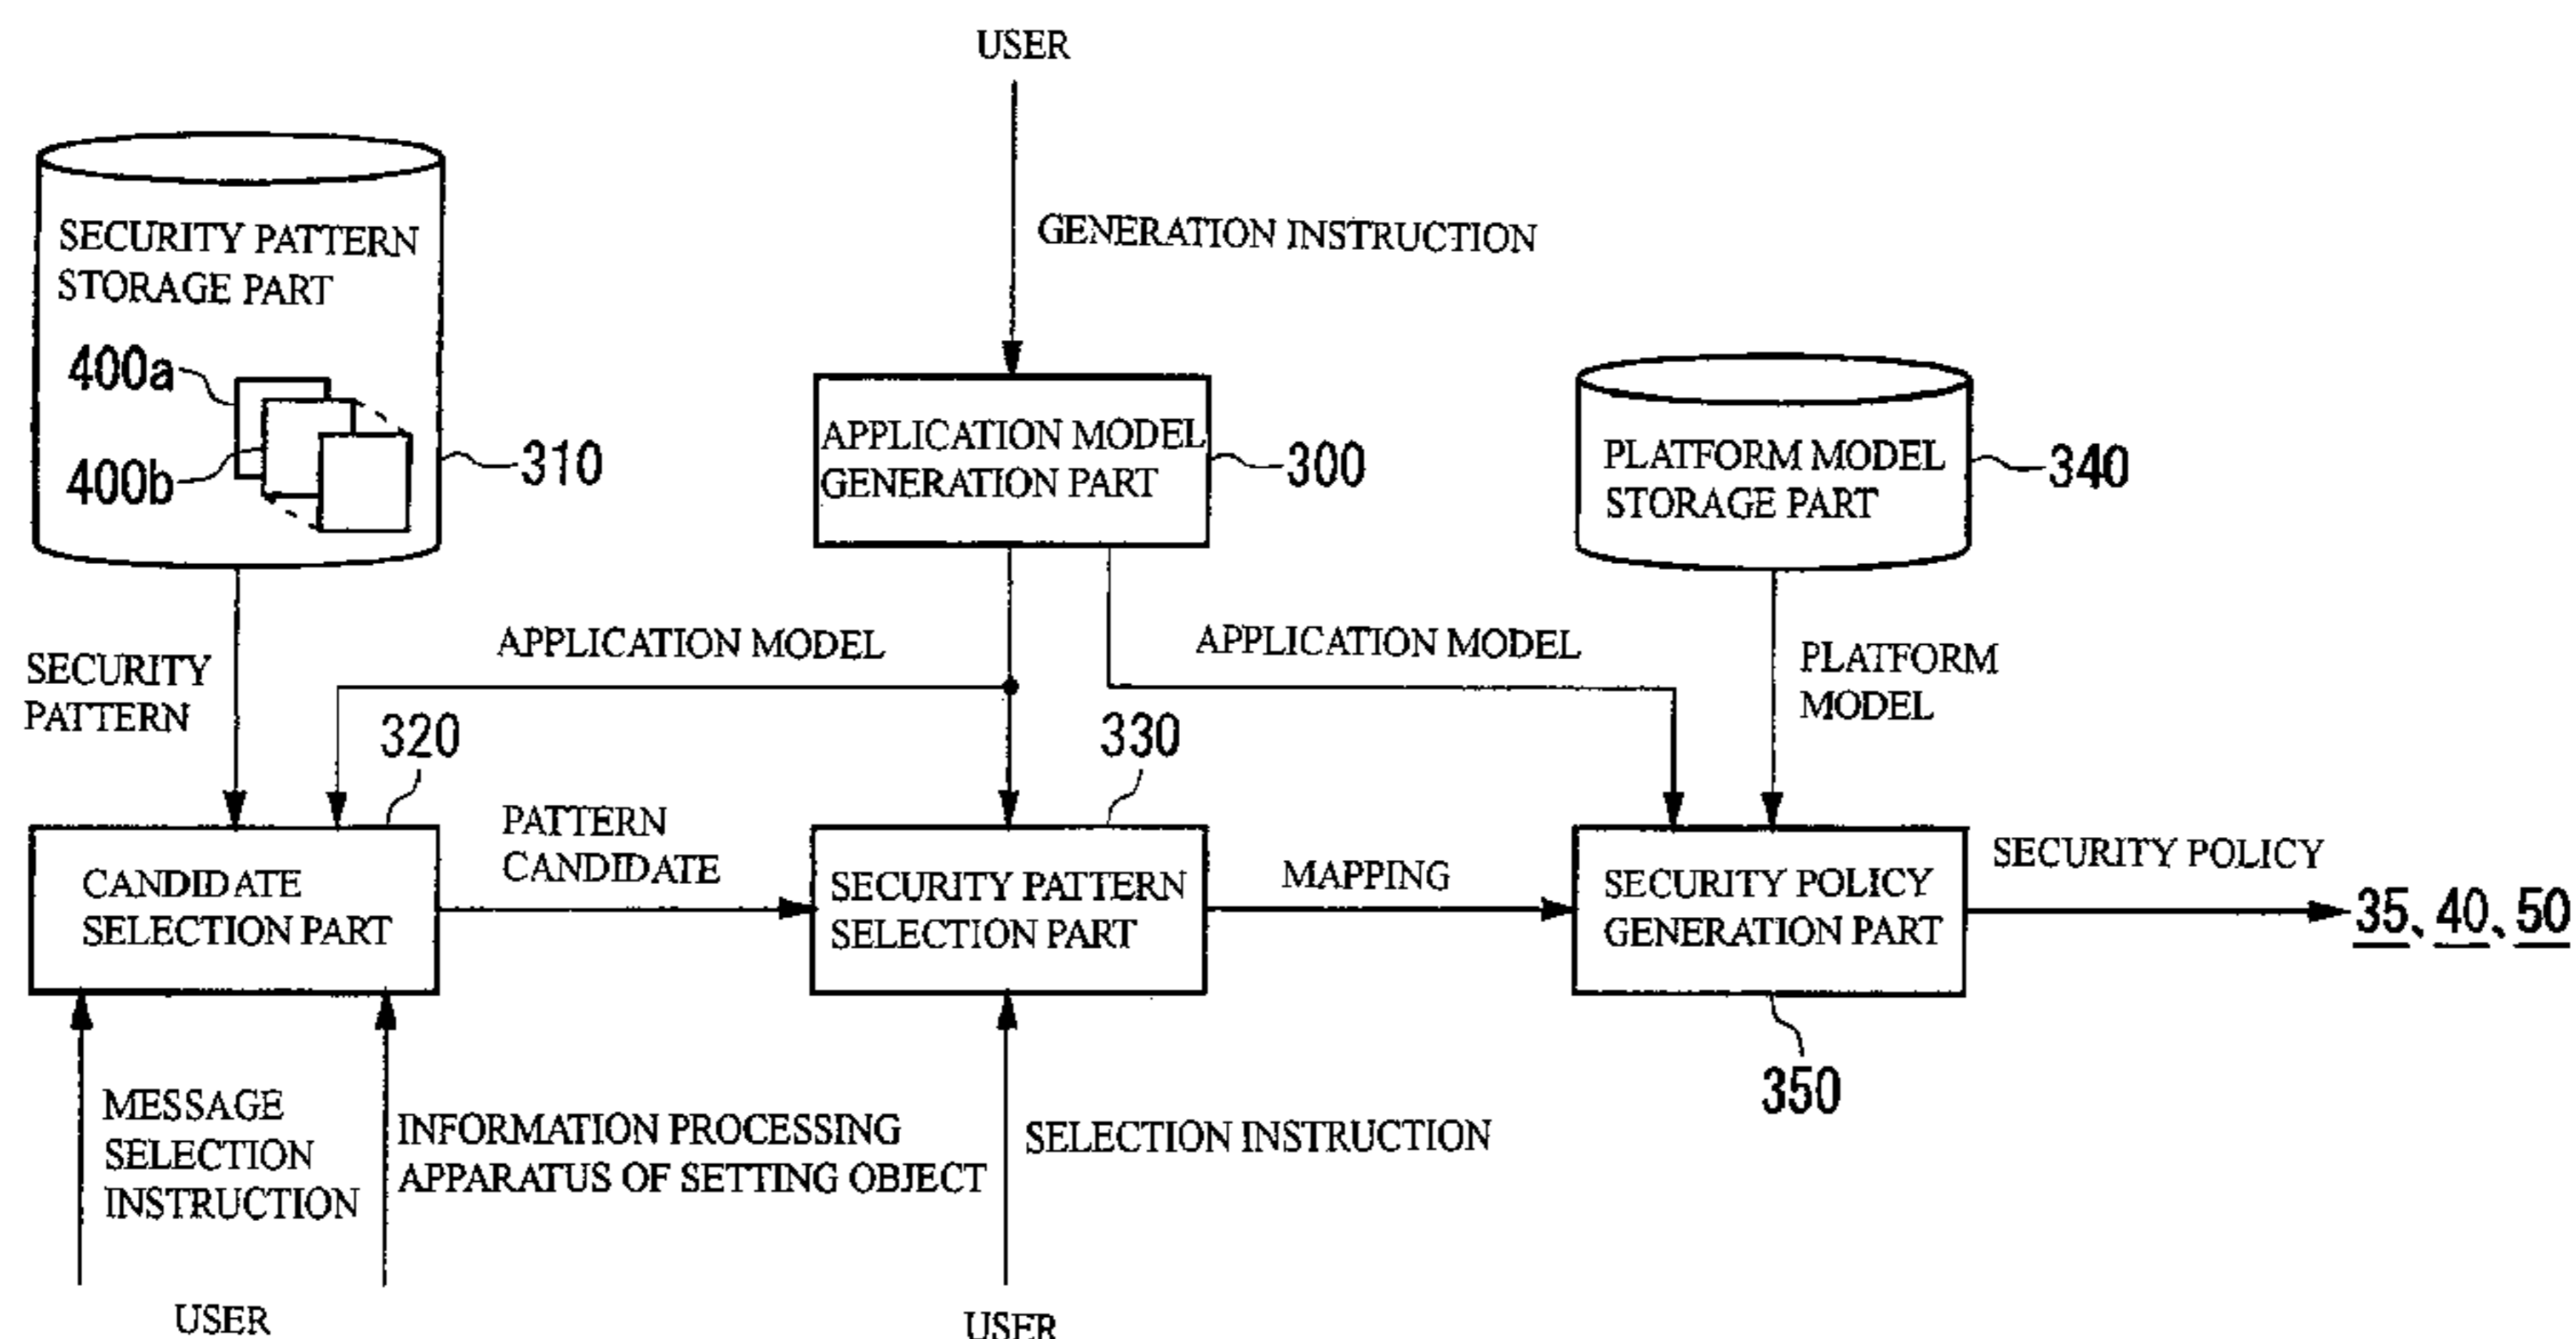 USER
GENERATION INSTRUCTION
SECURITY PATTERN
STORAGE PART
400a
400b
310
APPLICATION MODEL
GENERATION PART
300
PLATFORM MODEL
STORAGE PART
340
SECURITY
PATTERN
APPLICATION MODEL
APPLICATION MODEL
PLATFORM
MODEL
320
330
CANDIDATE
SELECTION PART
PATTERN
CANDIDATE
SECURITY PATTERN
SELECTION PART
MAPPING
SECURITY POLICY
GENERATION PART
SECURITY POLICY
35、40、50
350
MESSAGE
SELECTION
INSTRUCTION
INFORMATION PROCESSING
APPARATUS OF SETTING OBJECT
SELECTION INSTRUCTION
USER
USER